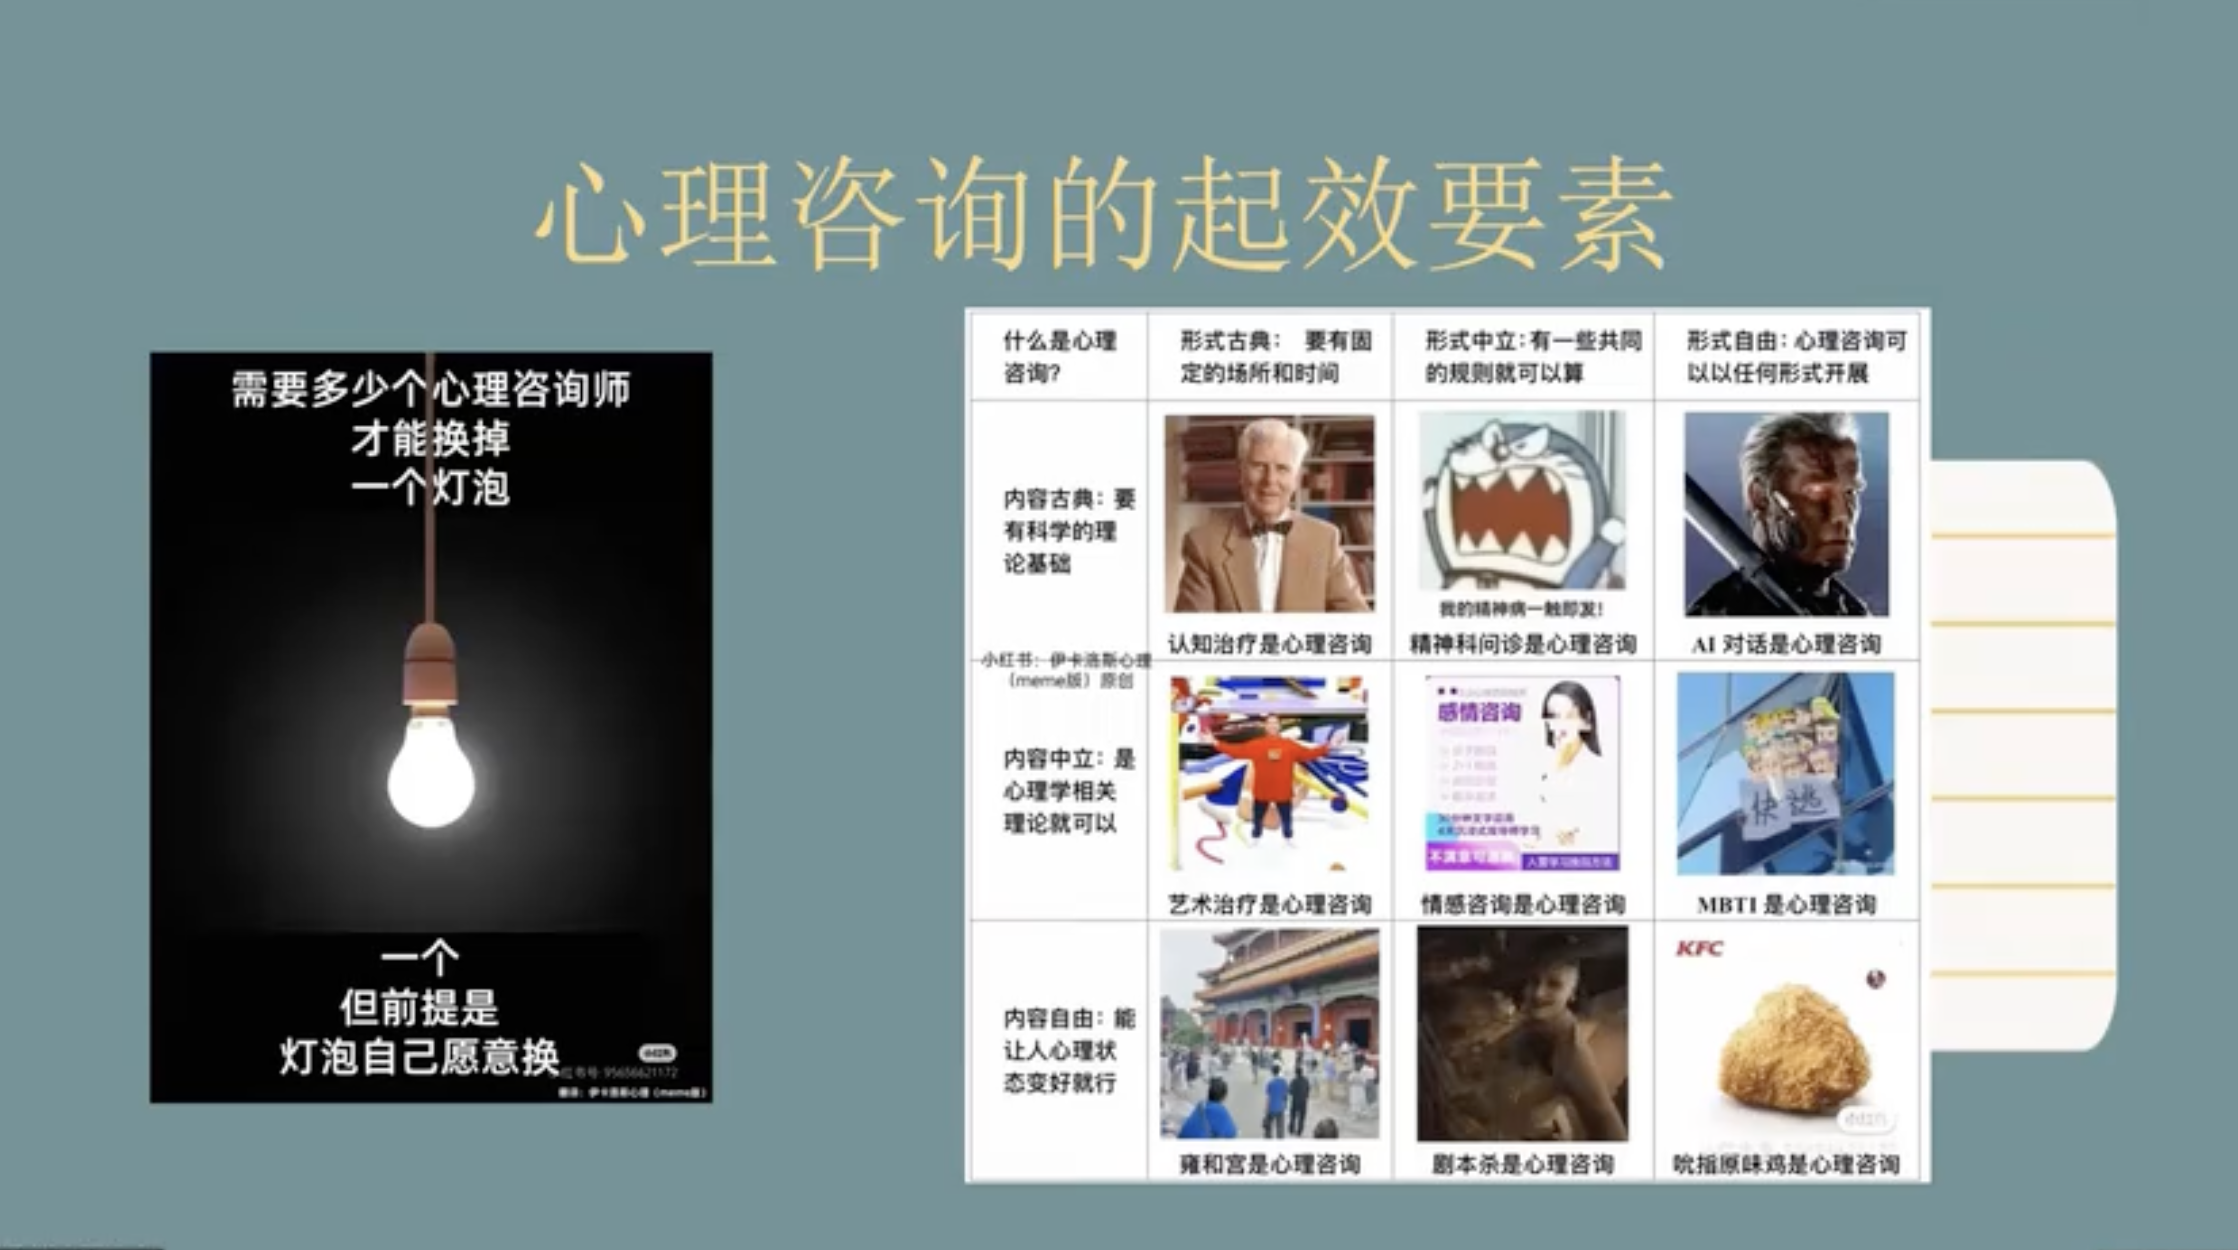 心理咨询的起效要素
需要多少个心理咨询师
才能换掉
一个灯泡
一个
但前提是
灯泡自己愿意换
小红书号: 95656621172
翻译: 伊卡洛斯心理 (meme版)
什么是心理
咨询?
形式古典: 要有固
定的场所和时间
形式中立: 有一些共同
的规则就可以算
形式自由: 心理咨询可
以以任何形式开展
内容古典: 要
有科学的理
论基础
我的精神病一触即发!
认知治疗是心理咨询
精神科问诊是心理咨询
AI 对话是心理咨询
小红书: 伊卡洛斯心理
(meme版) 原创
内容中立: 是
心理学相关
理论就可以
感情咨询
快逃
艺术治疗是心理咨询
情感咨询是心理咨询
MBTI 是心理咨询
内容自由: 能
让人心理状
态变好就行
KFC
小红书
雍和宫是心理咨询
剧本杀是心理咨询
吮指原味鸡是心理咨询